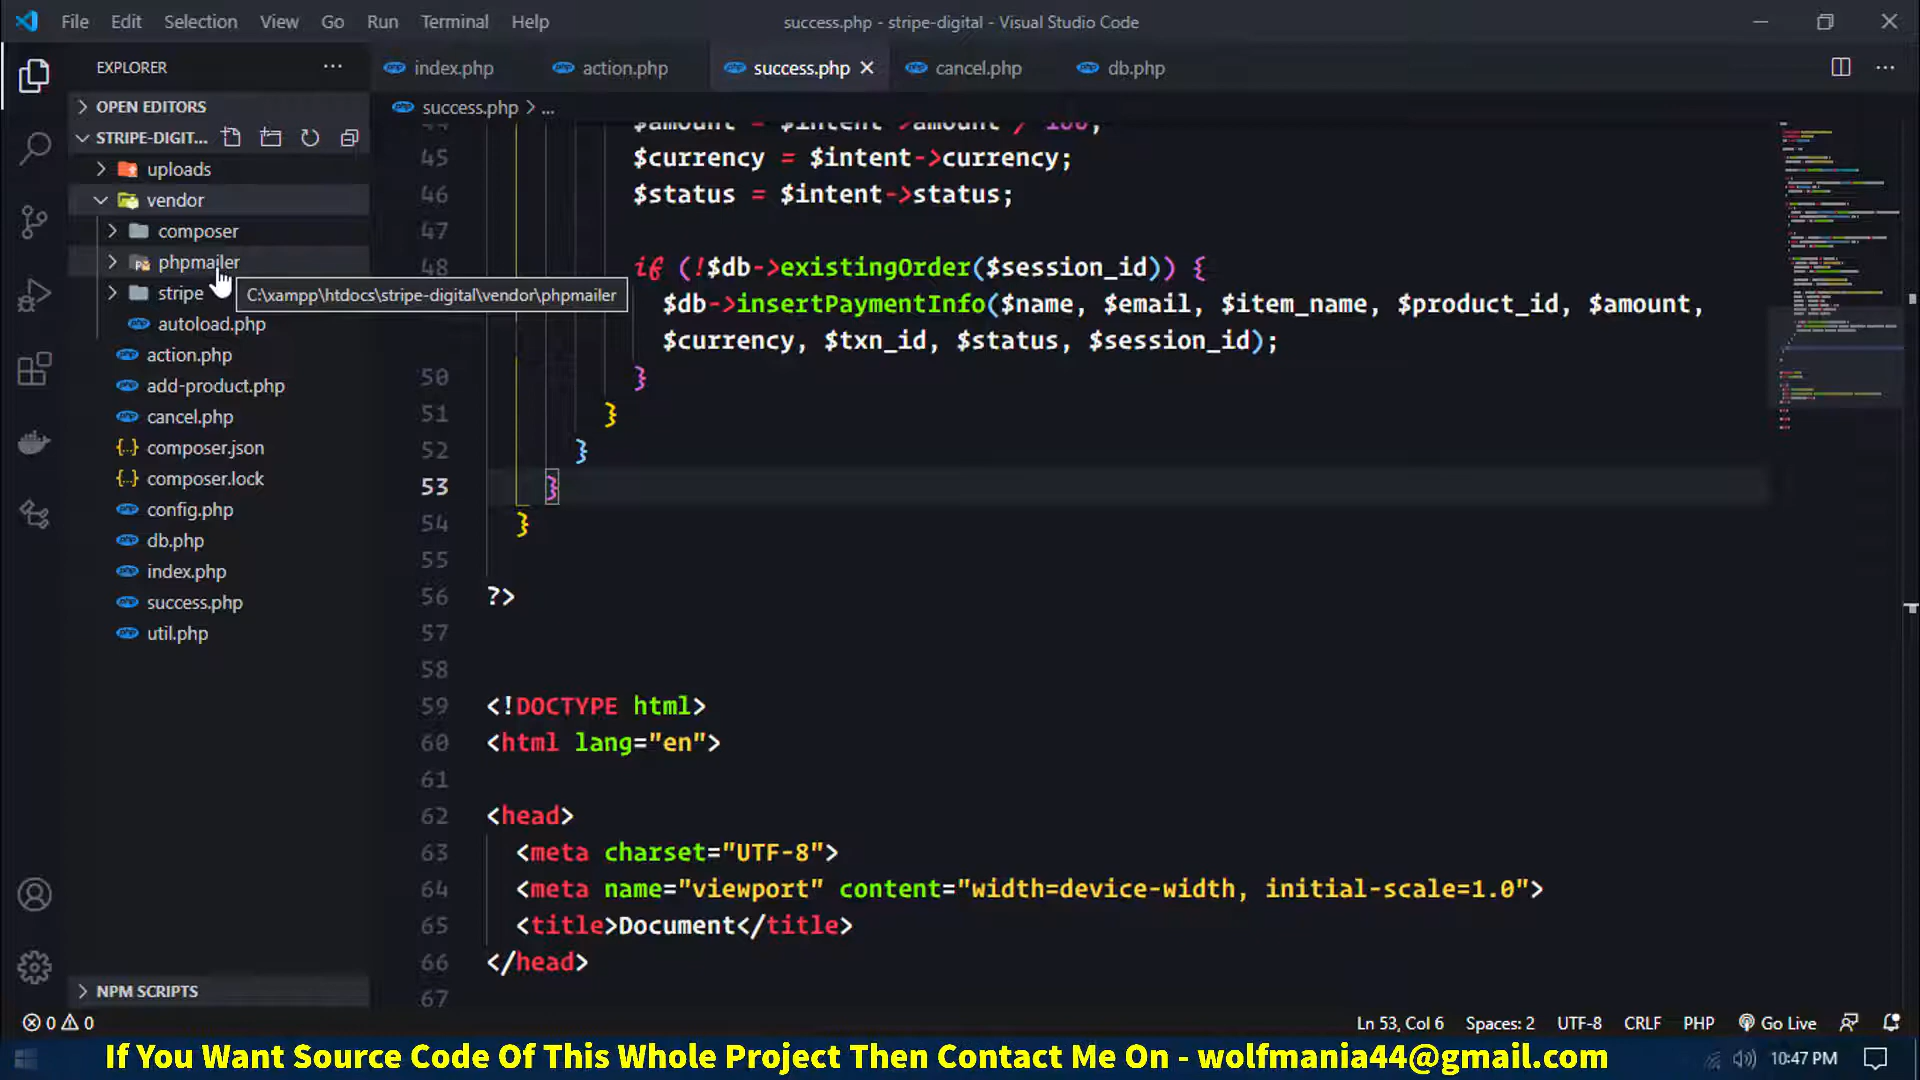 File Edit Selection View Go Run Terminal Help
success.php - stripe-digital - Visual Studio Code
EXPLORER
index.php
action.php
success.php
cancel.php
db.php
OPEN EDITORS
success.php > ...
STRIPE-DIGIT...
uploads
vendor
composer
phpmailer
stripe
C:\xampp\htdocs\stripe-digital\vendor\phpmailer
autoload.php
action.php
add-product.php
cancel.php
composer.json
composer.lock
config.php
db.php
index.php
success.php
util.php
NPM SCRIPTS
44 $amount = $intent->amount / 100;
45 $currency = $intent->currency;
46 $status = $intent->status;
47
48 if (!$db->existingOrder($session_id)) {
$db->insertPaymentInfo($name, $email, $item_name, $product_id, $amount,
$currency, $txn_id, $status, $session_id);
50 }
51 }
52 }
53 }
54 }
55
56 ?>
57
58
59 <!DOCTYPE html>
60 <html lang="en">
61
62 <head>
63 <meta charset="UTF-8">
64 <meta name="viewport" content="width=device-width, initial-scale=1.0">
65 <title>Document</title>
66 </head>
67
0 0
Ln 53, Col 6 Spaces: 2 UTF-8 CRLF PHP Go Live
If You Want Source Code Of This Whole Project Then Contact Me On - wolfmania44@gmail.com
10:47 PM